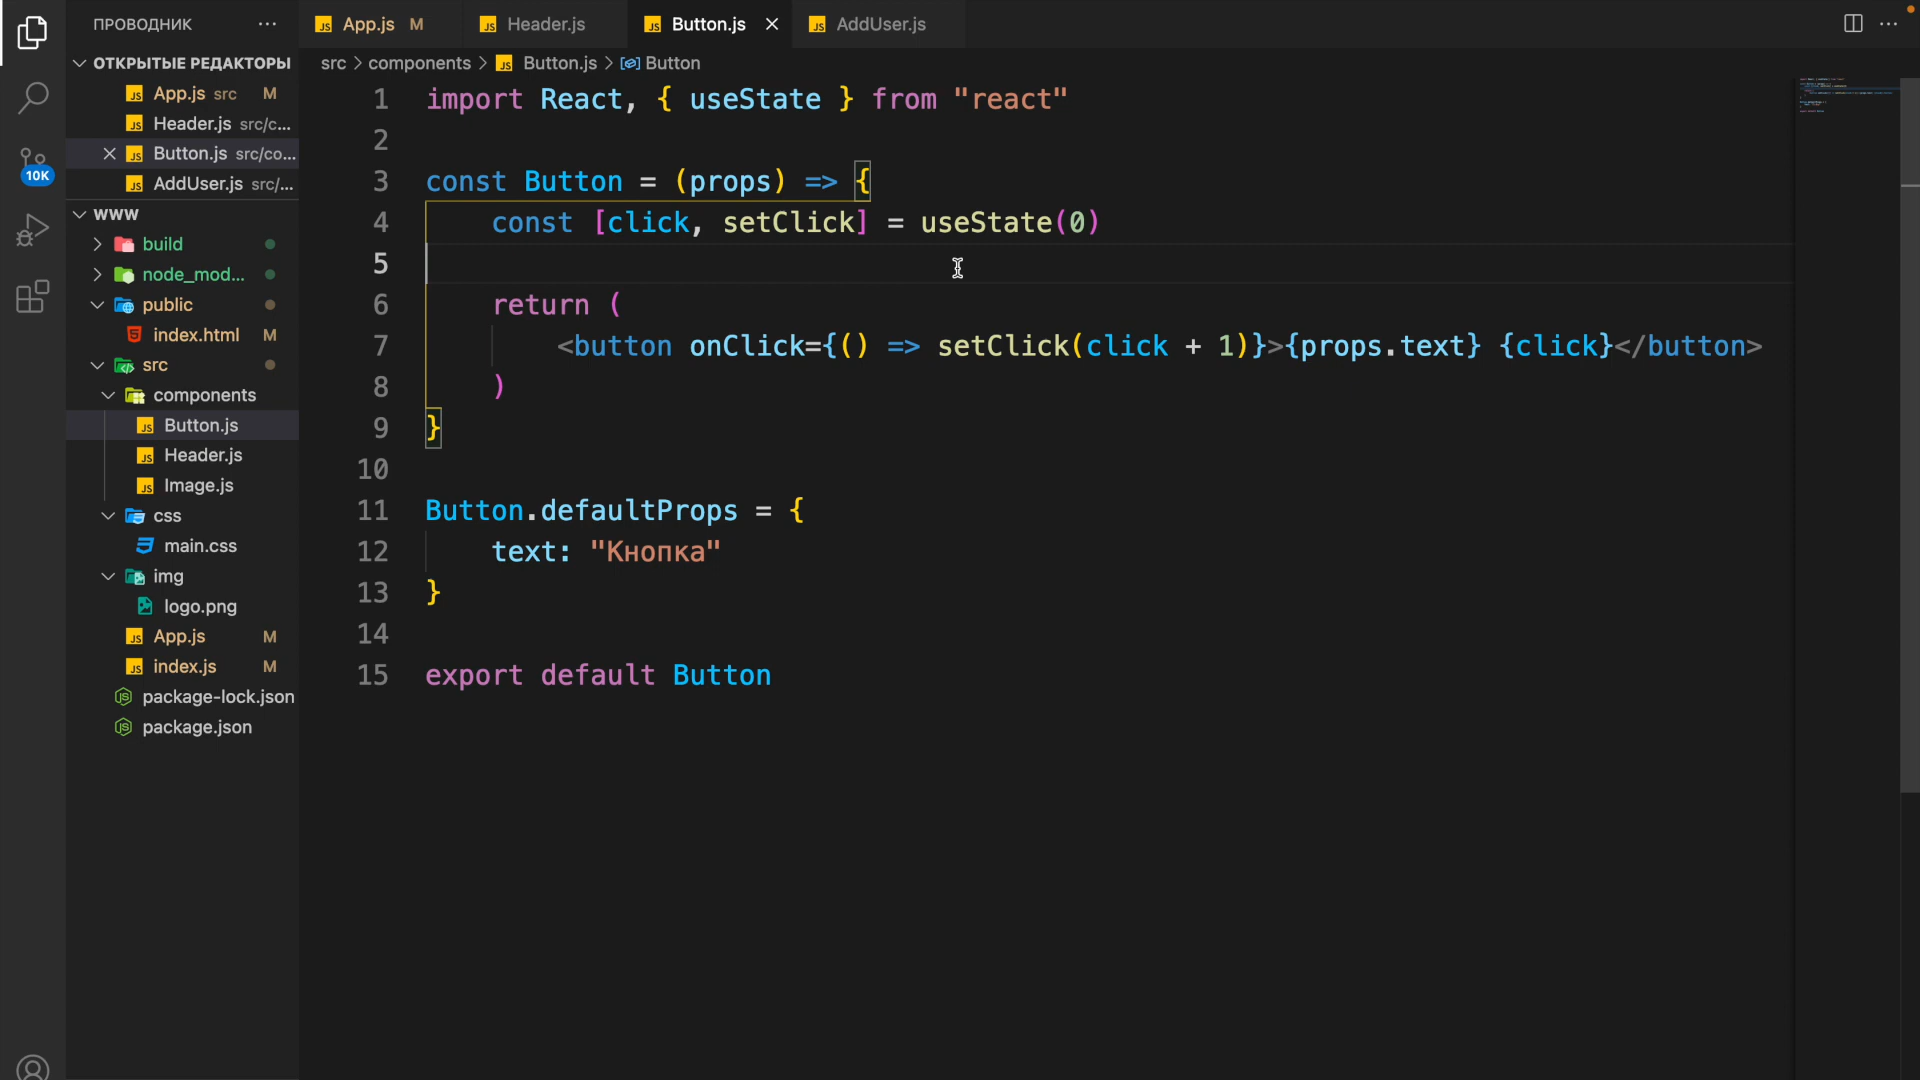 ПРОВОДНИК
ОТКРЫТЫЕ РЕДАКТОРЫ
App.js src M
Header.js src/c...
Button.js src/co...
AddUser.js src/...
10K
WWW
build
node_mod...
public
index.html M
src
components
Button.js
Header.js
Image.js
css
main.css
img
logo.png
App.js M
index.js M
package-lock.json
package.json
App.js M
Header.js
Button.js
AddUser.js
src > components > Button.js > Button
1 import React, { useState } from "react"
2
3 const Button = (props) => {
4 const [click, setClick] = useState(0)
5
6 return (
7 <button onClick={() => setClick(click + 1)}>{props.text} {click}</button>
8 )
9 }
10
11 Button.defaultProps = {
12 text: "Кнопка"
13 }
14
15 export default Button